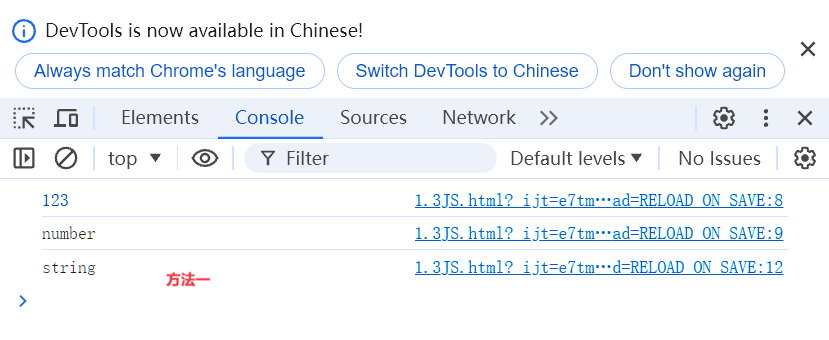 DevTools is now available in Chinese!
Always match Chrome's language Switch DevTools to Chinese Don't show again
Elements Console Sources Network
top Filter Default levels No Issues
123 1.3JS.html?_ijt=e7tm…ad=RELOAD_ON_SAVE:8
number 1.3JS.html?_ijt=e7tm…ad=RELOAD_ON_SAVE:9
string 1.3JS.html?_ijt=e7tm…d=RELOAD_ON_SAVE:12
方法一